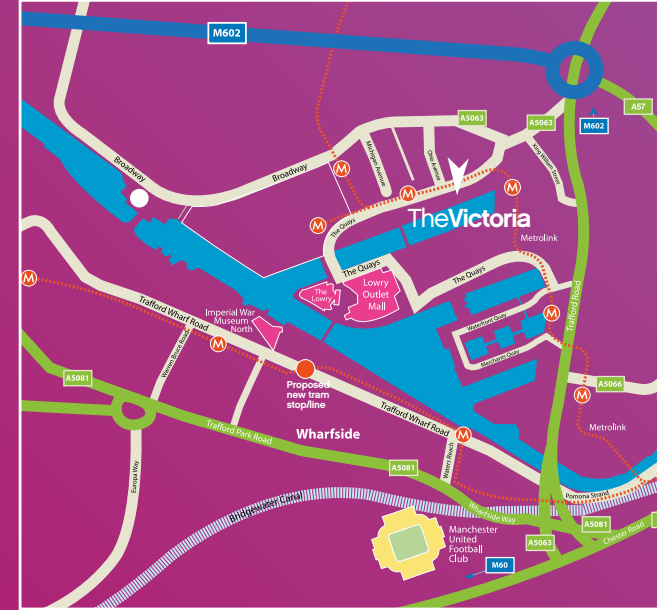 M602
A57
A5063
A5063
M602
Broadway
Broadway
Michigan Avenue
Ohio Avenue
King William Street
M
M
M
M
The Quays
TheVictoria
Metrolink
The Quays
The Quays
The
Lowry
Lowry
Outlet
Mall
M
Trafford Wharf Road
Imperial War
Museum
North
Waterfront Quay
Merchants Quay
M
Trafford Road
Warren Bruce Road
M
A5081
Proposed
new tram
stop/line
A5066
M
Trafford Wharf Road
Metrolink
Trafford Park Road
Wharfside
M
Waters Reach
Europa Way
A5081
Pomona Strand
Bridgewater Canal
Wharfside Way
A5081
A5063
Chester Road
Manchester
United
Football
Club
M60